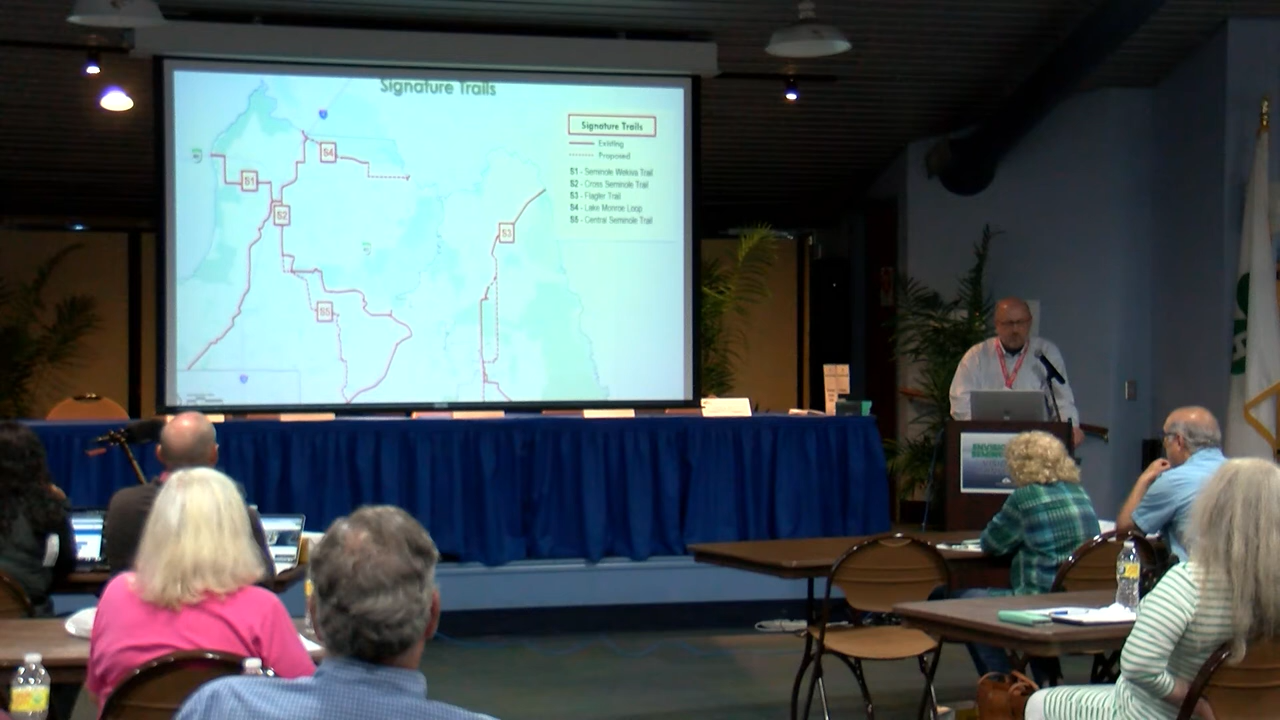 Signature Trails
Signature Trails
Existing
Proposed
S1 - Seminole Wekiva Trail
S2 - Cross Seminole Trail
S3 - Flagler Trail
S4 - Lake Monroe Loop
S5 - Central Seminole Trail
S4
S1
S2
S3
S5